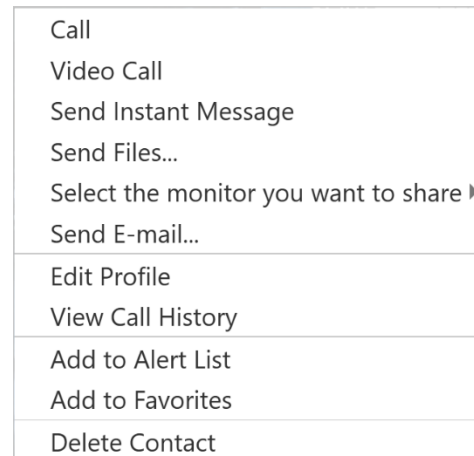 Call
Video Call
Send Instant Message
Send Files...
Select the monitor you want to share
Send E-mail...
Edit Profile
View Call History
Add to Alert List
Add to Favorites
Delete Contact